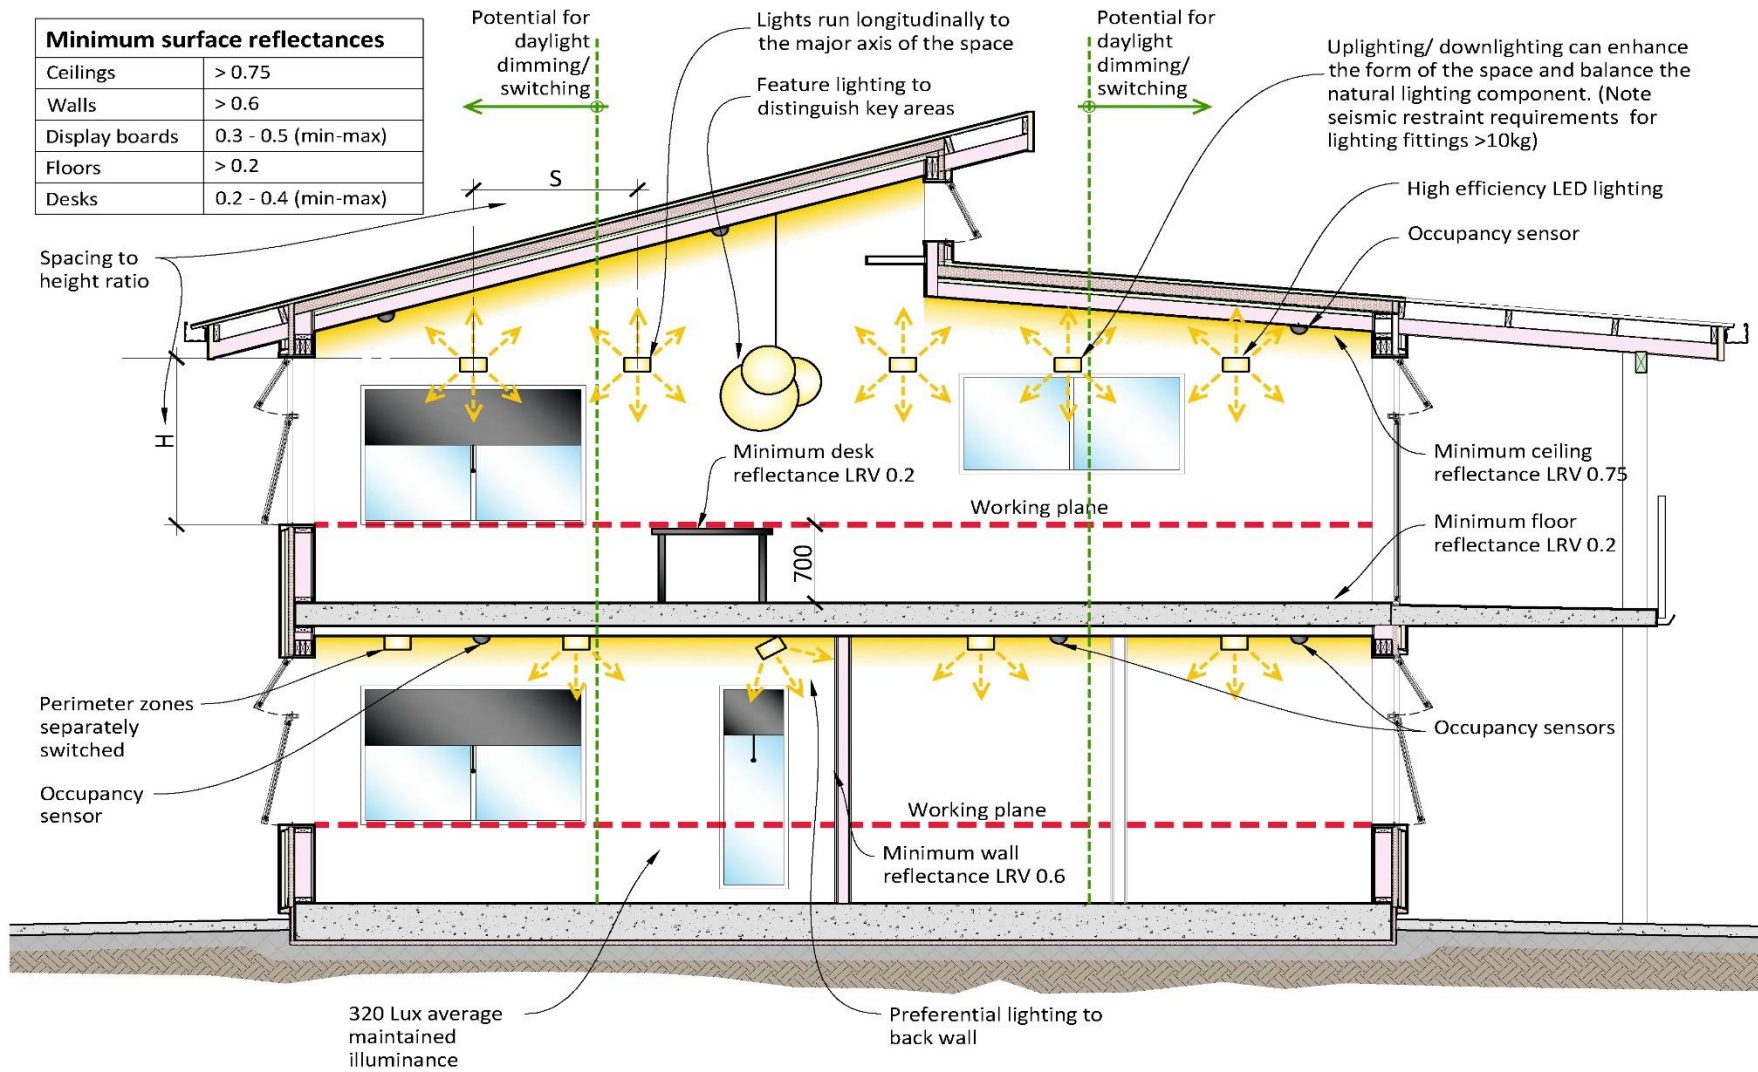 Minimum surface reflectances
Ceilings > 0.75
Walls > 0.6
Display boards 0.3 - 0.5 (min-max)
Floors > 0.2
Desks 0.2 - 0.4 (min-max)
Potential for
daylight
dimming/
switching
Lights run longitudinally to
the major axis of the space
Feature lighting to
distinguish key areas
Potential for
daylight
dimming/
switching
Uplighting/ downlighting can enhance
the form of the space and balance the
natural lighting component. (Note
seismic restraint requirements for
lighting fittings >10kg)
High efficiency LED lighting
Occupancy sensor
S
Spacing to
height ratio
H
Minimum desk
reflectance LRV 0.2
Working plane
700
Minimum ceiling
reflectance LRV 0.75
Minimum floor
reflectance LRV 0.2
Perimeter zones
separately
switched
Occupancy
sensor
Occupancy sensors
Working plane
Minimum wall
reflectance LRV 0.6
320 Lux average
maintained
illuminance
Preferential lighting to
back wall